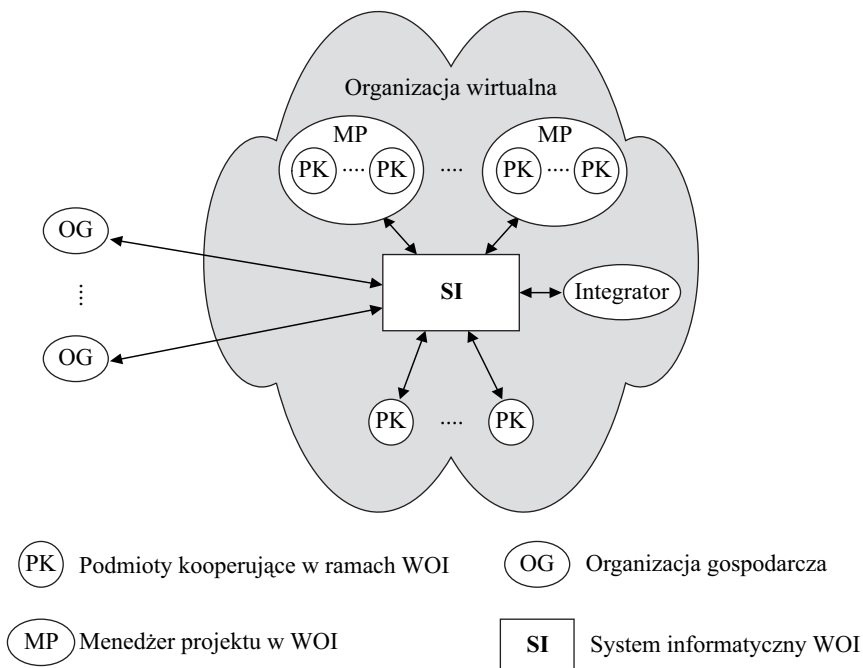 Organizacja wirtualna
MP MP
PK .... PK .... PK .... PK
OG
SI Integrator
....
OG
PK .... PK
PK Podmioty kooperujące w ramach WOI OG Organizacja gospodarcza
MP Menedżer projektu w WOI SI System informatyczny WOI